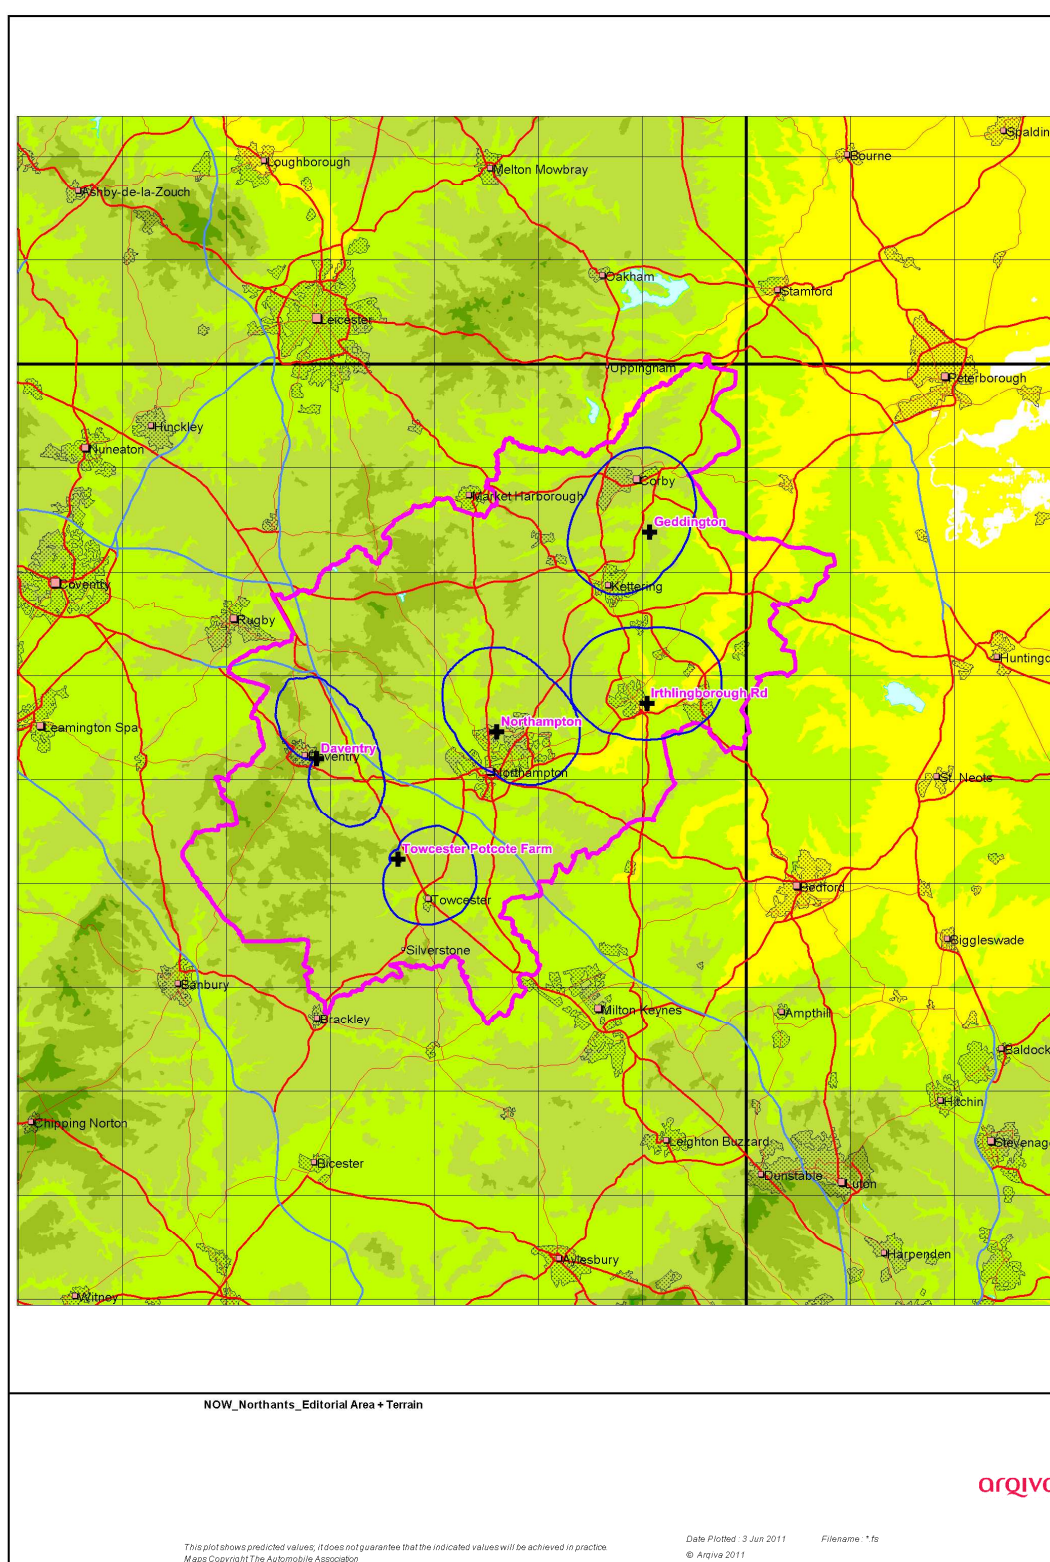 Spaldin
Bourne
Loughborough
Melton Mowbray
Ashby-de-la-Zouch
Oakham
Stamford
Leicester
Uppingham
Peterborough
Hinckley
Nuneaton
Corby
Market Harborough
Geddington
Coventry
Kettering
Rugby
Huntingd
Irthlingborough Rd
Leamington Spa
Northampton
Daventry
Daventry
Northampton
St. Neots
Towcester Potcote Farm
Bedford
Towcester
Biggleswade
Silverstone
Banbury
Milton Keynes
Ampthill
Brackley
Baldock
Hitchin
Chipping Norton
Leighton Buzzard
Stevenag
Bicester
Dunstable
Luton
Harpenden
Aylesbury
Witney
NOW_Northants_Editorial Area + Terrain
arqiva
Date Plotted : 3 Jun 2011 Filename : *.fs
This plot shows predicted values; it does not guarantee that the indicated values will be achieved in practice.
© Arqiva 2011
Maps Copyright The Automobile Association